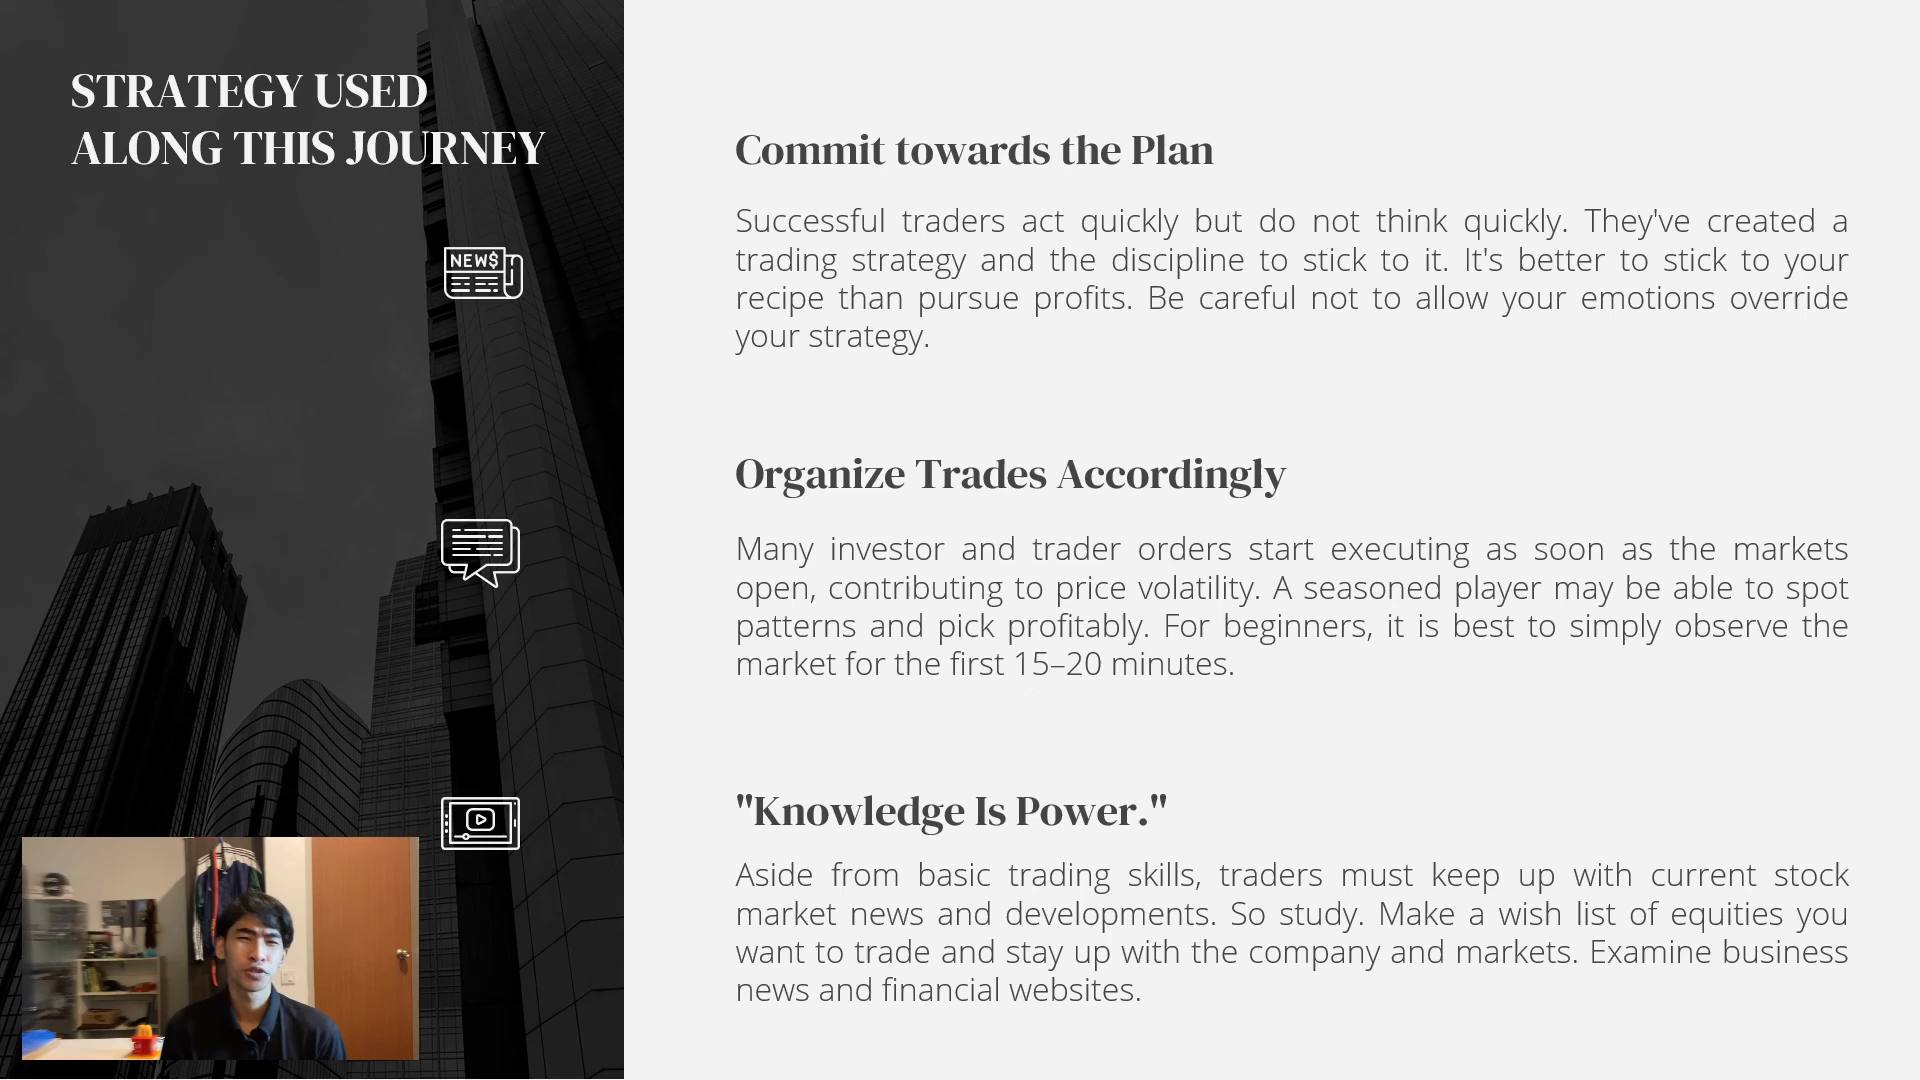 STRATEGY USED
ALONG THIS JOURNEY
NEW$
Commit towards the Plan
Successful traders act quickly but do not think quickly. They've created a
trading strategy and the discipline to stick to it. It's better to stick to your
recipe than pursue profits. Be careful not to allow your emotions override
your strategy.
Organize Trades Accordingly
Many investor and trader orders start executing as soon as the markets
open, contributing to price volatility. A seasoned player may be able to spot
patterns and pick profitably. For beginners, it is best to simply observe the
market for the first 15–20 minutes.
"Knowledge Is Power."
Aside from basic trading skills, traders must keep up with current stock
market news and developments. So study. Make a wish list of equities you
want to trade and stay up with the company and markets. Examine business
news and financial websites.